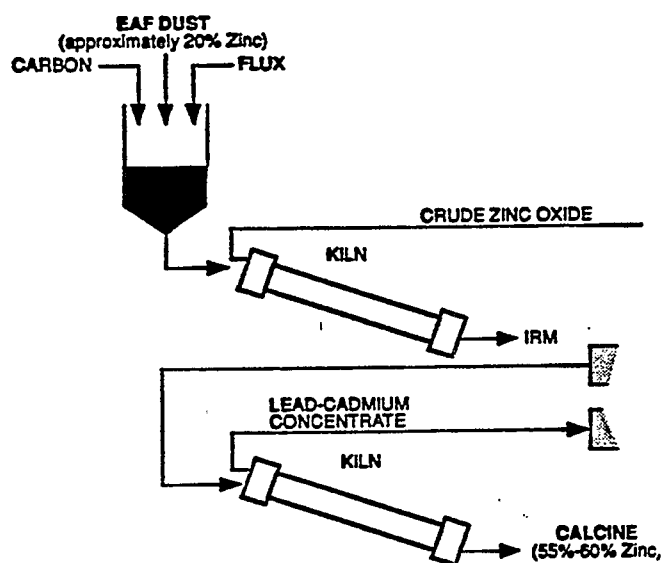 EAF DUST
(approximately 20% Zinc)
CARBON
FLUX
CRUDE ZINC OXIDE
KILN
IRM
LEAD-CADMIUM
CONCENTRATE
KILN
CALCINE
(55%-60% Zinc,